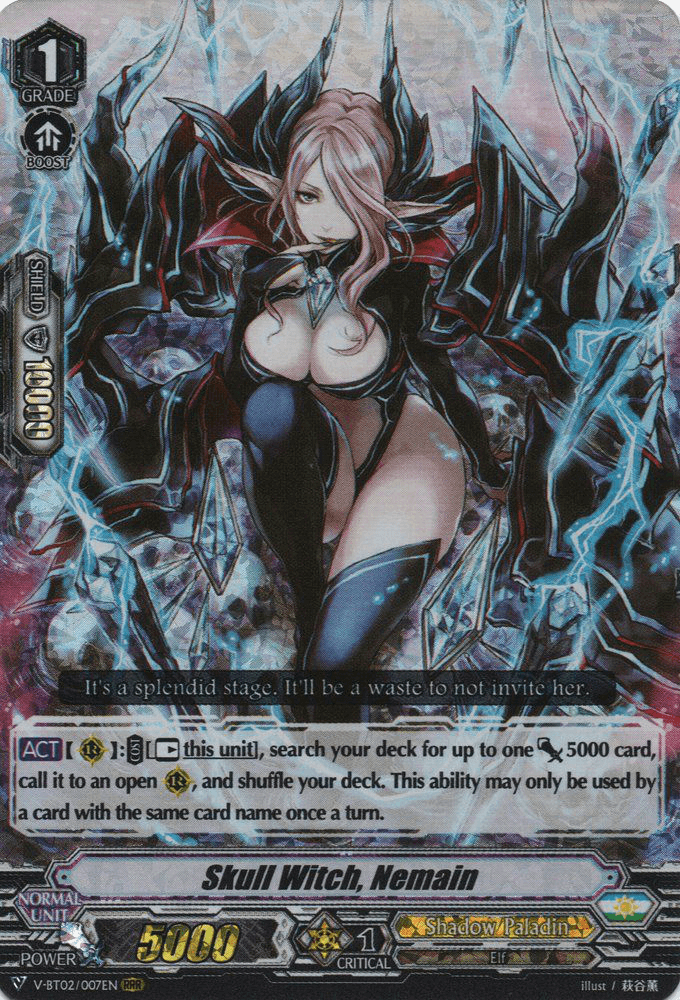 1
GRADE
BOOST
SHIELD
10000
It's a splendid stage. It'll be a waste to not invite her.
ACT [ R ]:COST[ this unit], search your deck for up to one 5000 card,
call it to an open R, and shuffle your deck. This ability may only be used by
a card with the same card name once a turn.
Skull Witch, Nemain
NORMAL
UNIT
POWER
5000
1
CRITICAL
Shadow Paladin
Elf
V-BT02/007EN RRR
illust / 萩谷薫